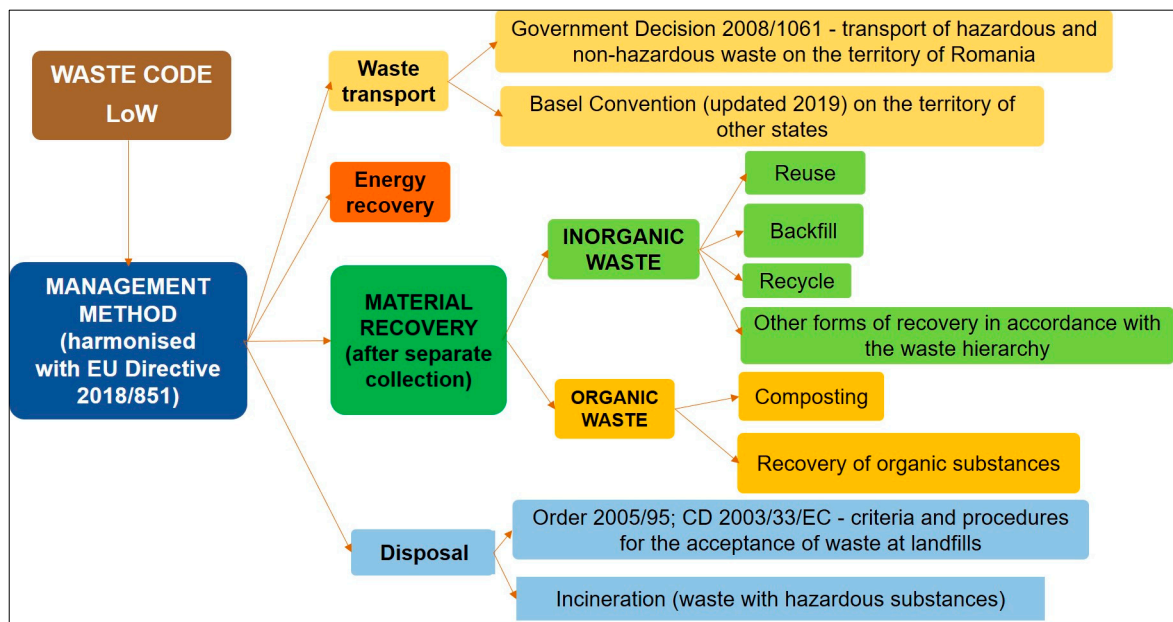 WASTE CODE
LoW
MANAGEMENT
METHOD
(harmonised
with EU Directive
2018/851)
Waste
transport
Government Decision 2008/1061 - transport of hazardous and
non-hazardous waste on the territory of Romania
Basel Convention (updated 2019) on the territory of
other states
Energy
recovery
MATERIAL
RECOVERY
(after separate
collection)
INORGANIC
WASTE
Reuse
Backfill
Recycle
Other forms of recovery in accordance with
the waste hierarchy
ORGANIC
WASTE
Composting
Recovery of organic substances
Disposal
Order 2005/95; CD 2003/33/EC - criteria and procedures
for the acceptance of waste at landfills
Incineration (waste with hazardous substances)